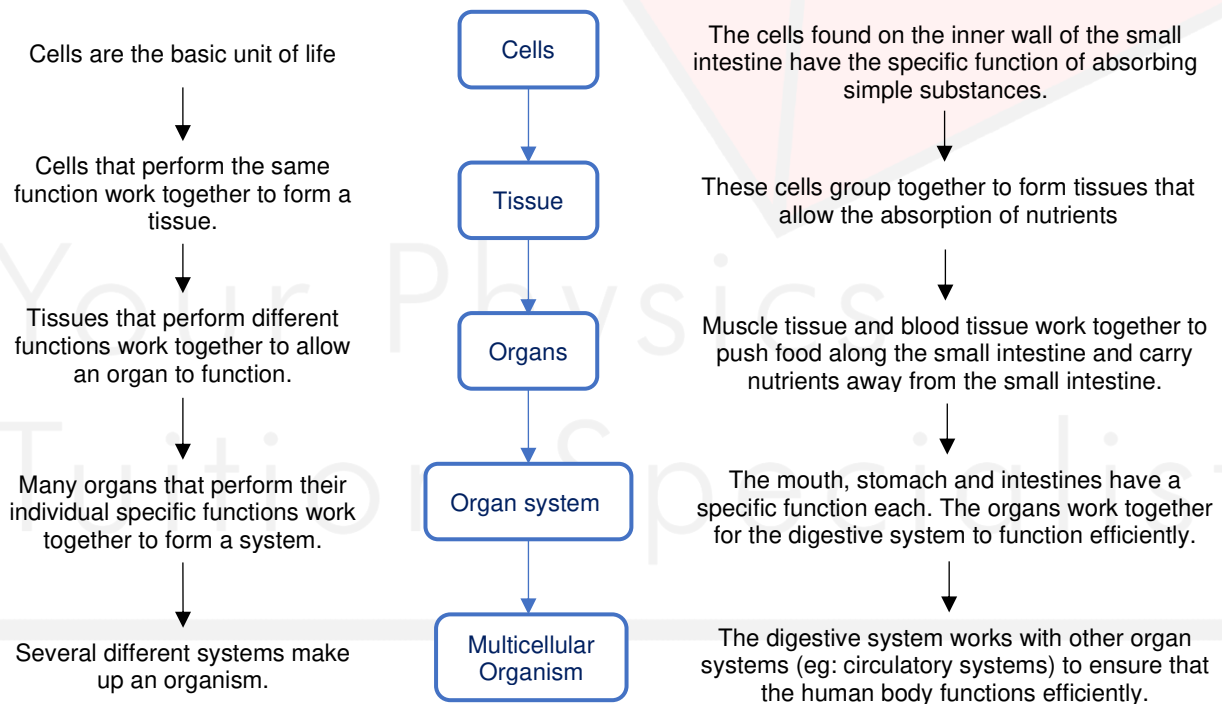 Cells are the basic unit of life
Cells that perform the same
function work together to form a
tissue.
Tissues that perform different
functions work together to allow
an organ to function.
Many organs that perform their
individual specific functions work
together to form a system.
Several different systems make
up an organism.
Cells
Tissue
Organs
Organ system
Multicellular
Organism
The cells found on the inner wall of the small
intestine have the specific function of absorbing
simple substances.
These cells group together to form tissues that
allow the absorption of nutrients
Muscle tissue and blood tissue work together to
push food along the small intestine and carry
nutrients away from the small intestine.
The mouth, stomach and intestines have a
specific function each. The organs work together
for the digestive system to function efficiently.
The digestive system works with other organ
systems (eg: circulatory systems) to ensure that
the human body functions efficiently.
Your Physics
Tuition Specialist